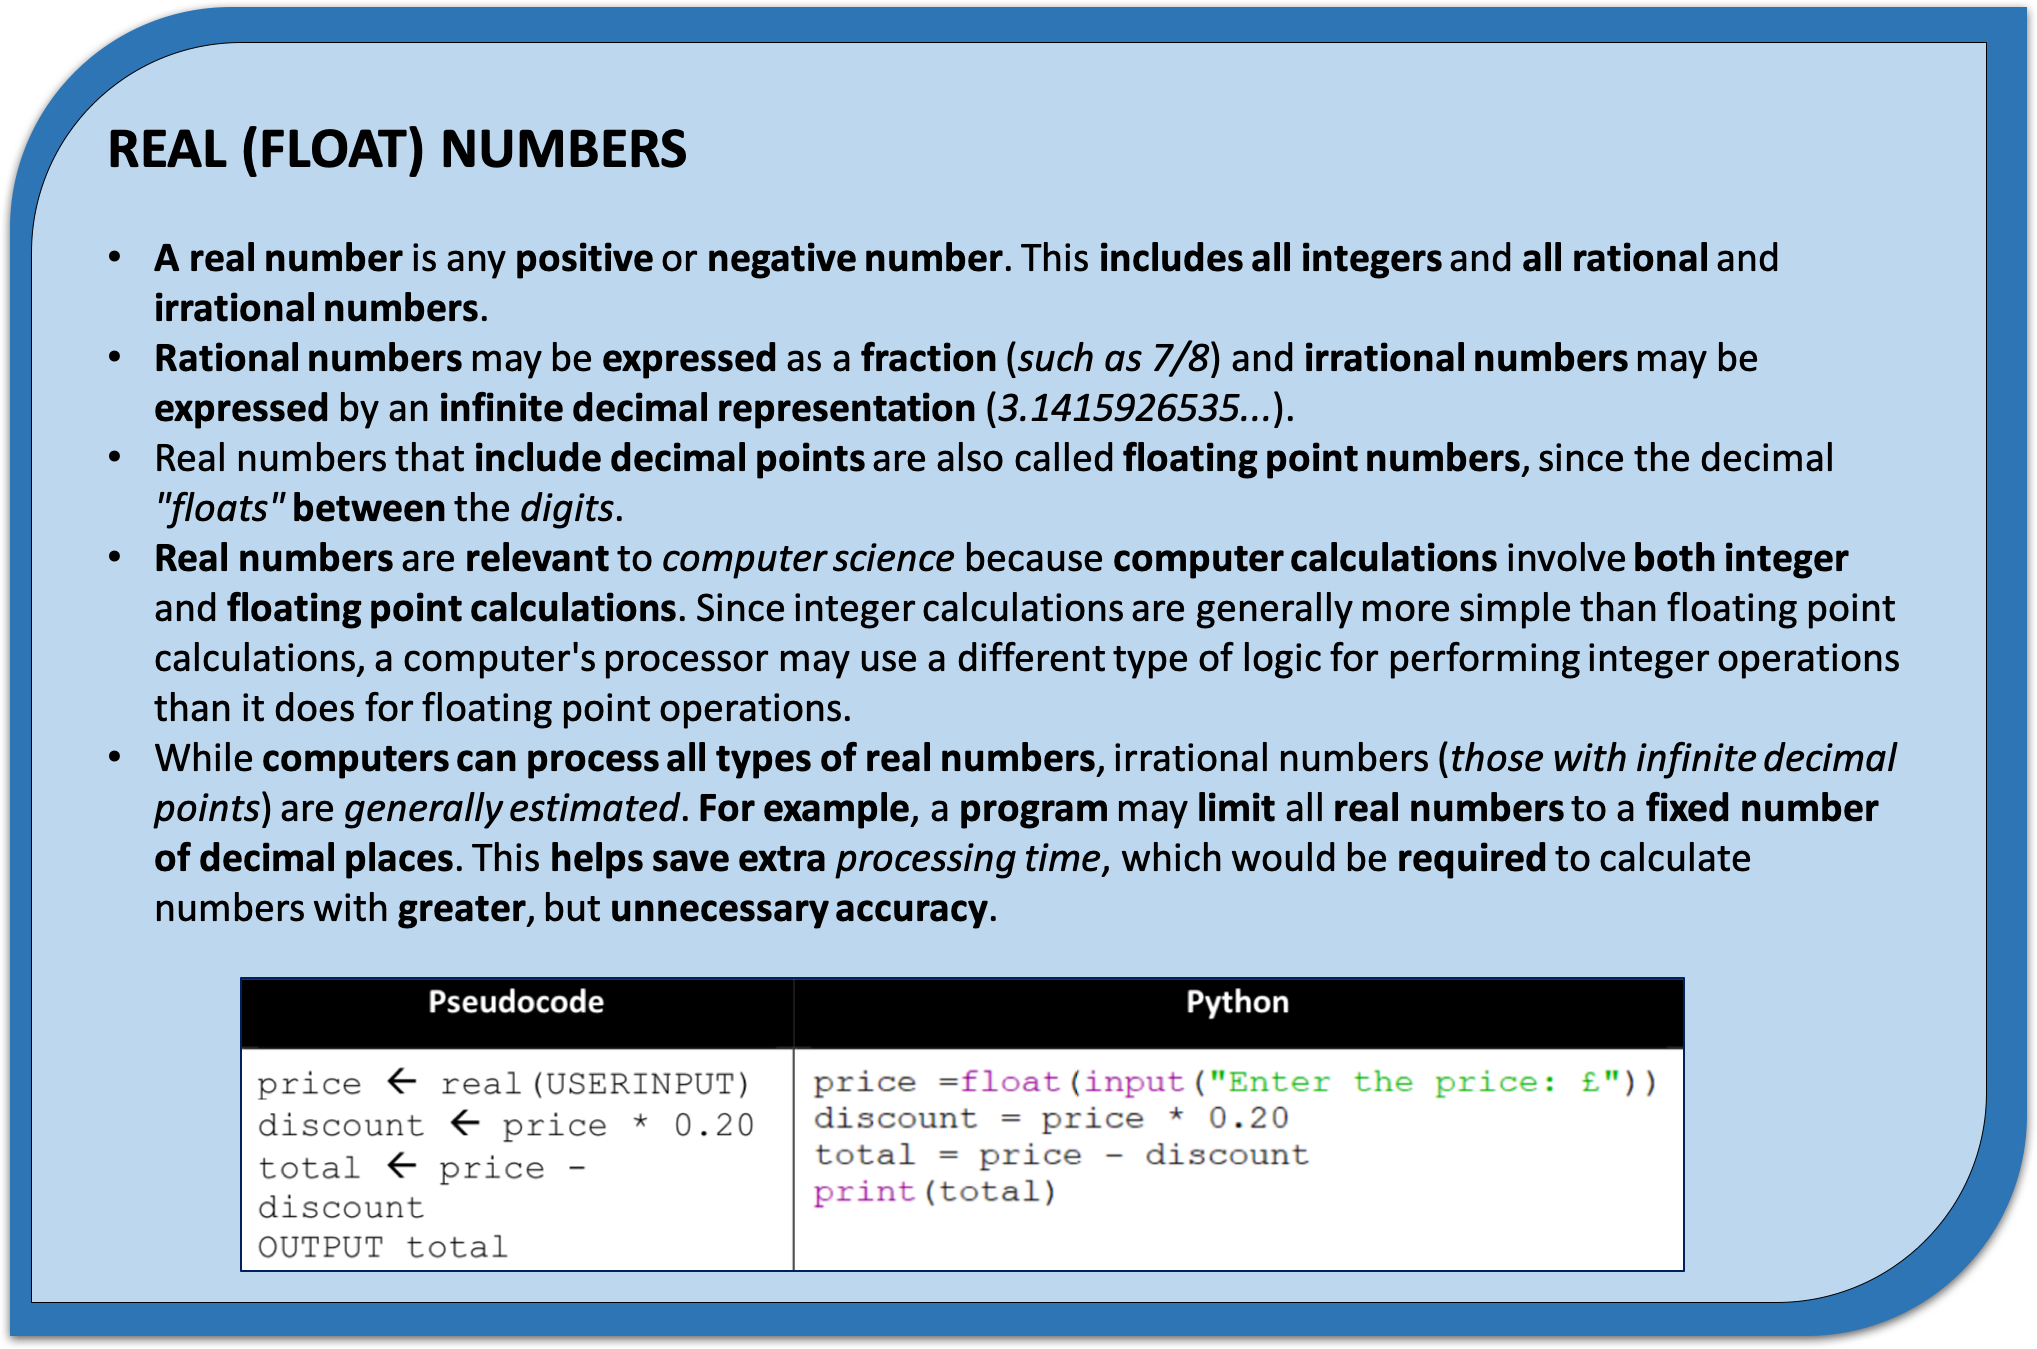 REAL (FLOAT) NUMBERS
• A real number is any positive or negative number. This includes all integers and all rational and
irrational numbers.
• Rational numbers may be expressed as a fraction (such as 7/8) and irrational numbers may be
expressed by an infinite decimal representation (3.1415926535...).
• Real numbers that include decimal points are also called floating point numbers, since the decimal
"floats" between the digits.
• Real numbers are relevant to computer science because computer calculations involve both integer
and floating point calculations. Since integer calculations are generally more simple than floating point
calculations, a computer's processor may use a different type of logic for performing integer operations
than it does for floating point operations.
• While computers can process all types of real numbers, irrational numbers (those with infinite decimal
points) are generally estimated. For example, a program may limit all real numbers to a fixed number
of decimal places. This helps save extra processing time, which would be required to calculate
numbers with greater, but unnecessary accuracy.
Pseudocode
price ← real(USERINPUT)
discount ← price * 0.20
total ← price -
discount
OUTPUT total
Python
price =float(input("Enter the price: £"))
discount = price * 0.20
total = price - discount
print(total)